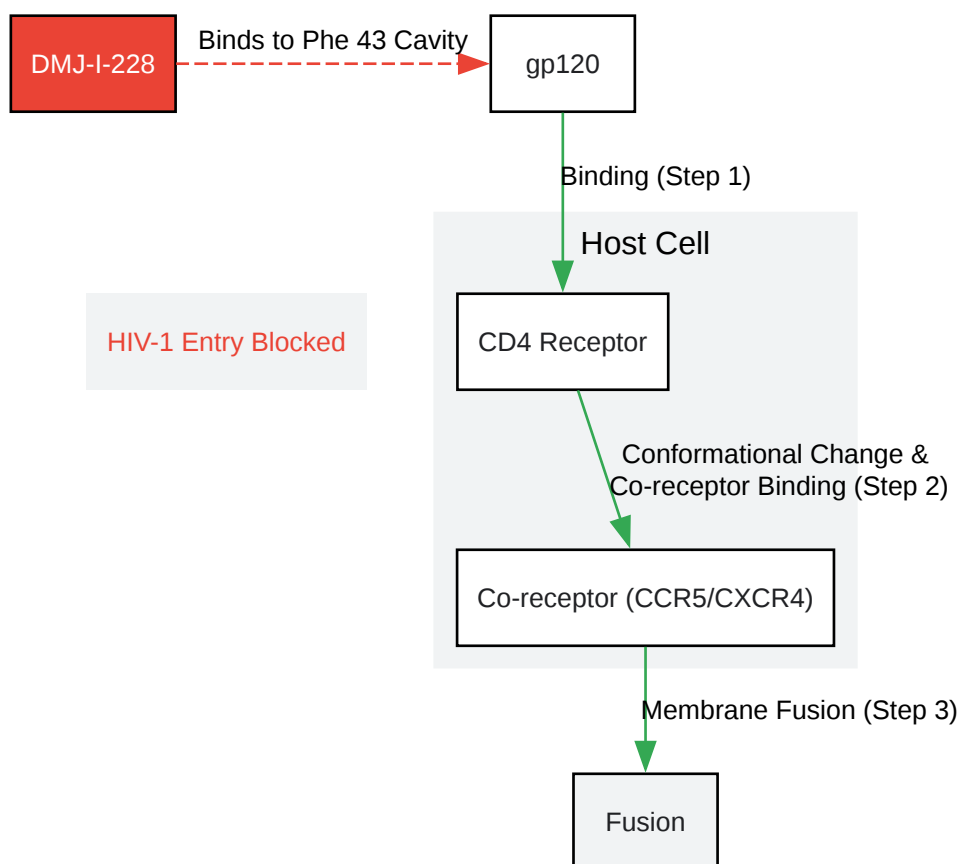 Binds to Phe 43 Cavity
DMJ-I-228
gp120
Binding (Step 1)
Host Cell
HIV-1 Entry Blocked
CD4 Receptor
Conformational Change &
Co-receptor Binding (Step 2)
Co-receptor (CCR5/CXCR4)
Membrane Fusion (Step 3)
Fusion